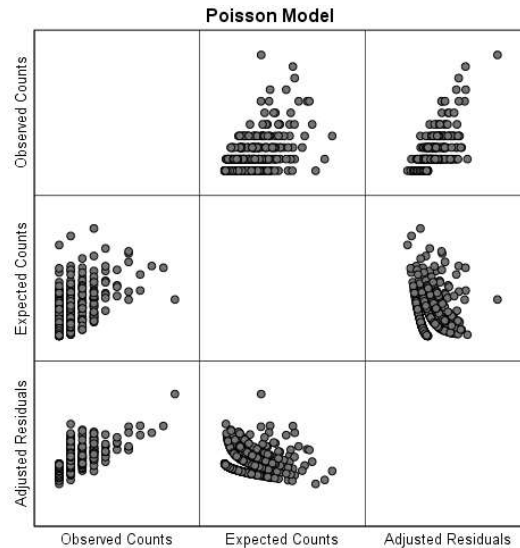 Poisson Model
Observed Counts
Expected Counts
Adjusted Residuals
Observed Counts
Expected Counts
Adjusted Residuals